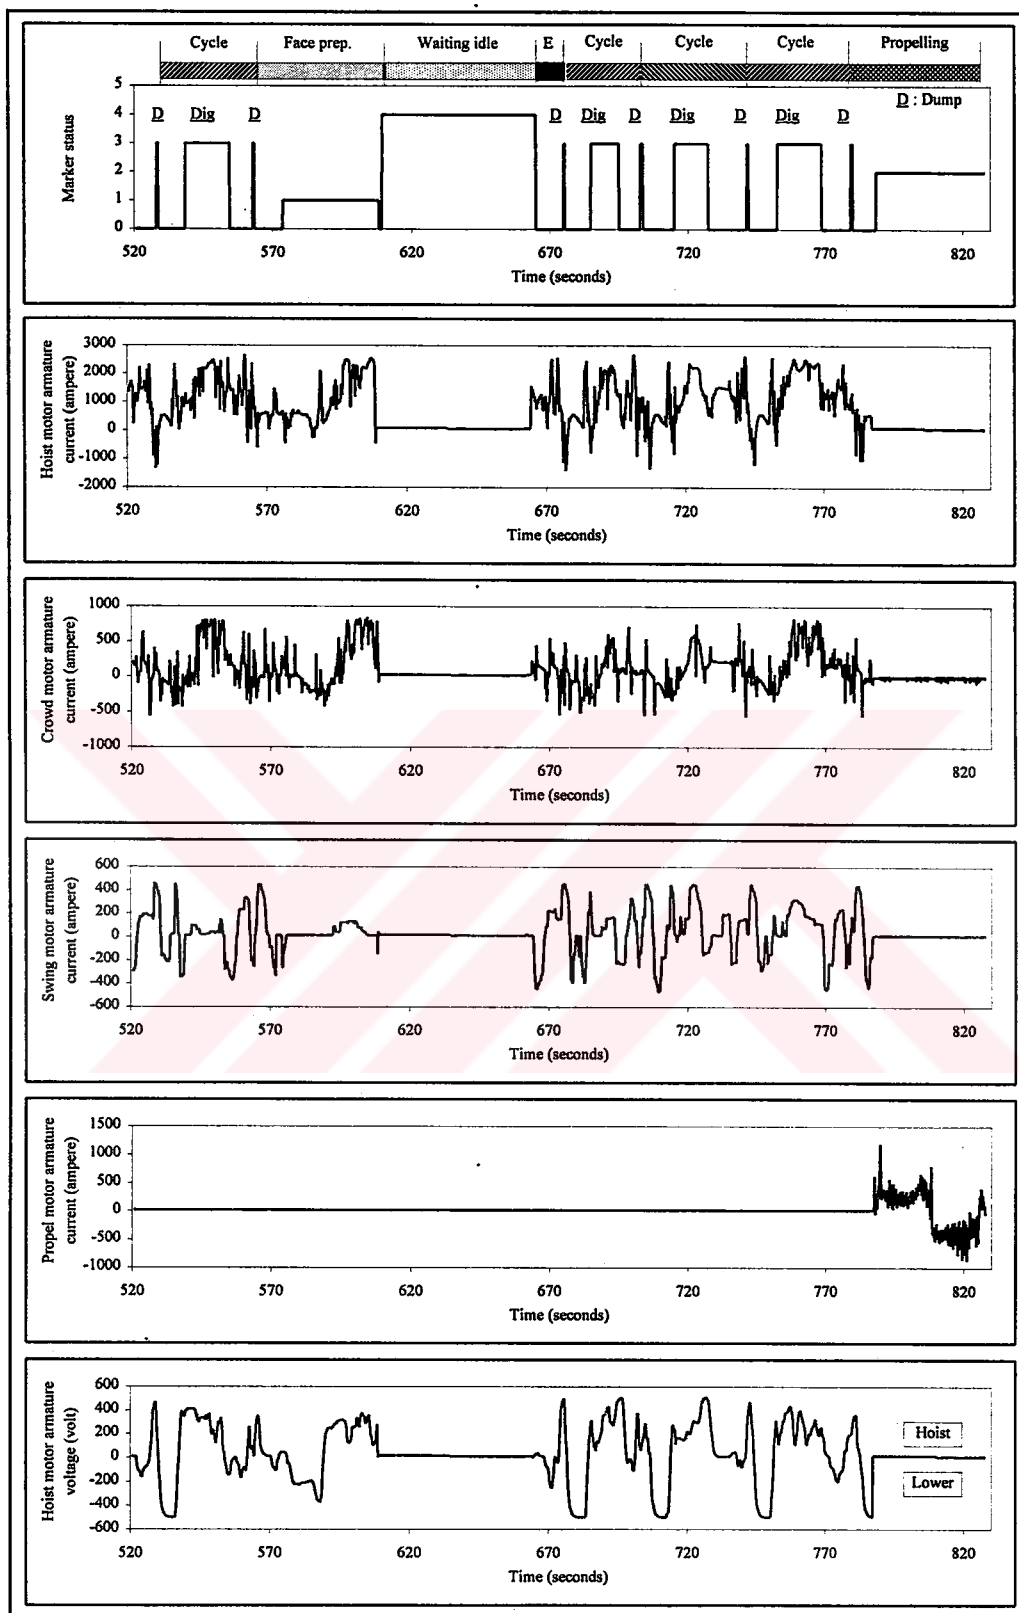 Cycle Face prep. Waiting idle E Cycle Cycle Cycle Propelling
D : Dump
D Dig D D Dig D Dig D Dig D
Marker status
5
4
3
2
1
0
520 570 620 670 720 770 820
Time (seconds)
Hoist motor armature
current (ampere)
3000
2000
1000
0
-1000
-2000
520 570 620 670 720 770 820
Time (seconds)
Crowd motor armature
current (ampere)
1000
500
0
-500
-1000
520 570 620 670 720 770 820
Time (seconds)
Swing motor armature
current (ampere)
600
400
200
0
-200
-400
-600
520 570 620 670 720 770 820
Time (seconds)
Propel motor armature
current (ampere)
1500
1000
500
0
-500
-1000
520 570 620 670 720 770 820
Time (seconds)
Hoist motor armature
voltage (volt)
600
400
200
0
-200
-400
-600
Hoist
Lower
520 570 620 670 720 770 820
Time (seconds)